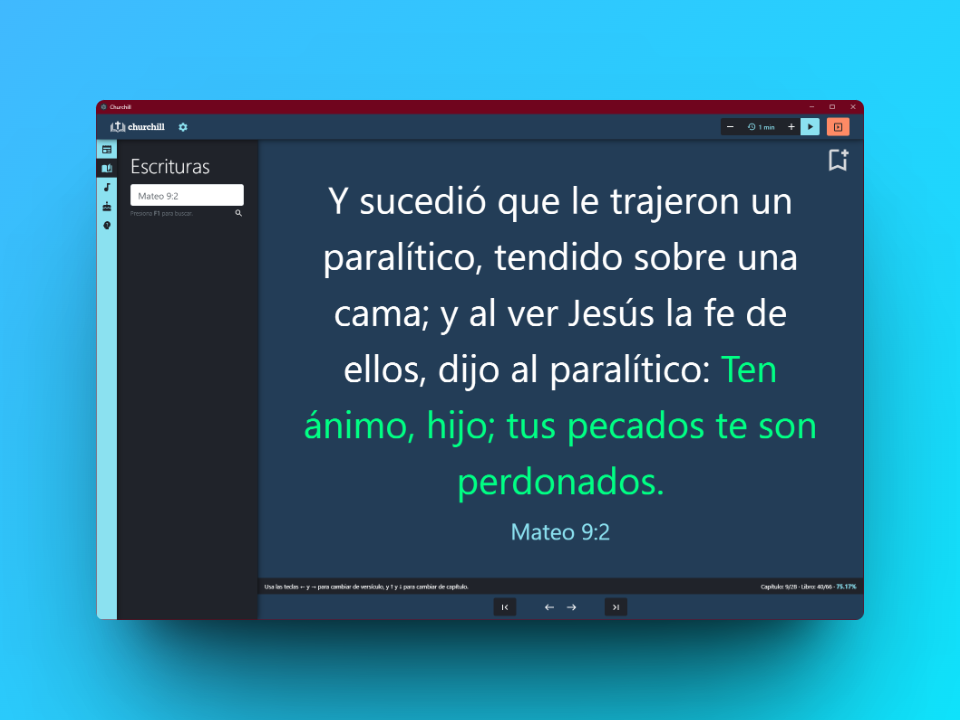 Churchill
churchill
1 min
Escrituras
Mateo 9:2
Presiona F1 para buscar.
Y sucedió que le trajeron un
paralítico, tendido sobre una
cama; y al ver Jesús la fe de
ellos, dijo al paralítico: Ten
ánimo, hijo; tus pecados te son
perdonados.
Mateo 9:2
Usa las teclas ← y → para cambiar de versículo, y ↑ y ↓ para cambiar de capítulo.
Capítulo: 9/28 · Libro: 40/66 · 75.17%